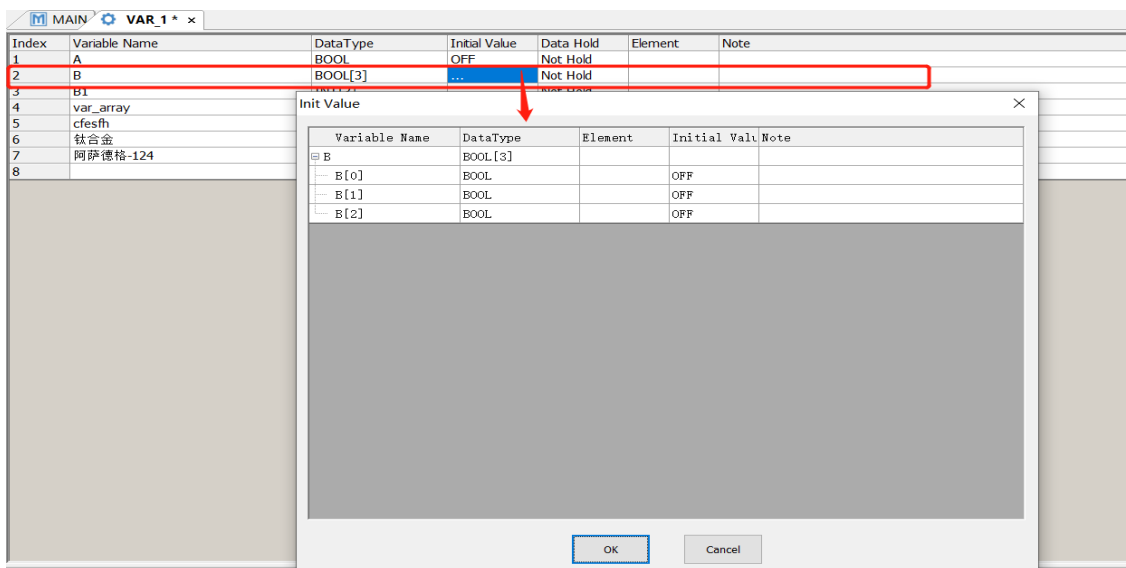 MAIN VAR_1 * ×
Index Variable Name DataType Initial Value Data Hold Element Note
1 A BOOL OFF Not Hold
2 B BOOL[3] ... Not Hold
3 B1 Not Hold
4 var_array
5 cfesfh
6 钛合金
7 阿萨德格-124
8
Init Value
Variable Name DataType Element Initial Valu Note
B BOOL[3]
B[0] BOOL OFF
B[1] BOOL OFF
B[2] BOOL OFF
OK Cancel